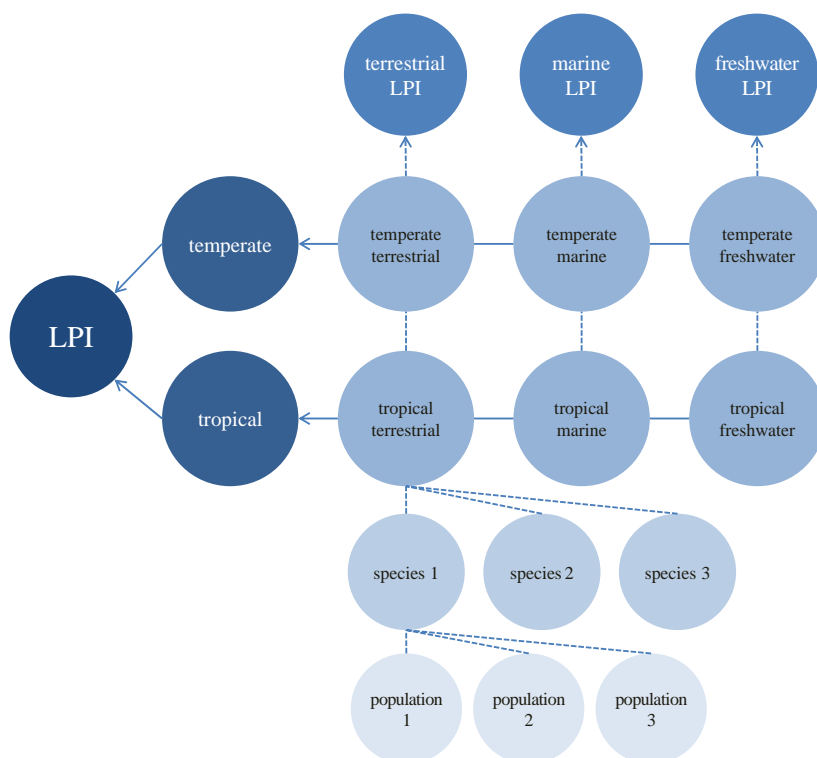 terrestrial
LPI
marine
LPI
freshwater
LPI
temperate
temperate
terrestrial
temperate
marine
temperate
freshwater
LPI
tropical
tropical
terrestrial
tropical
marine
tropical
freshwater
species 1
species 2
species 3
population
1
population
2
population
3